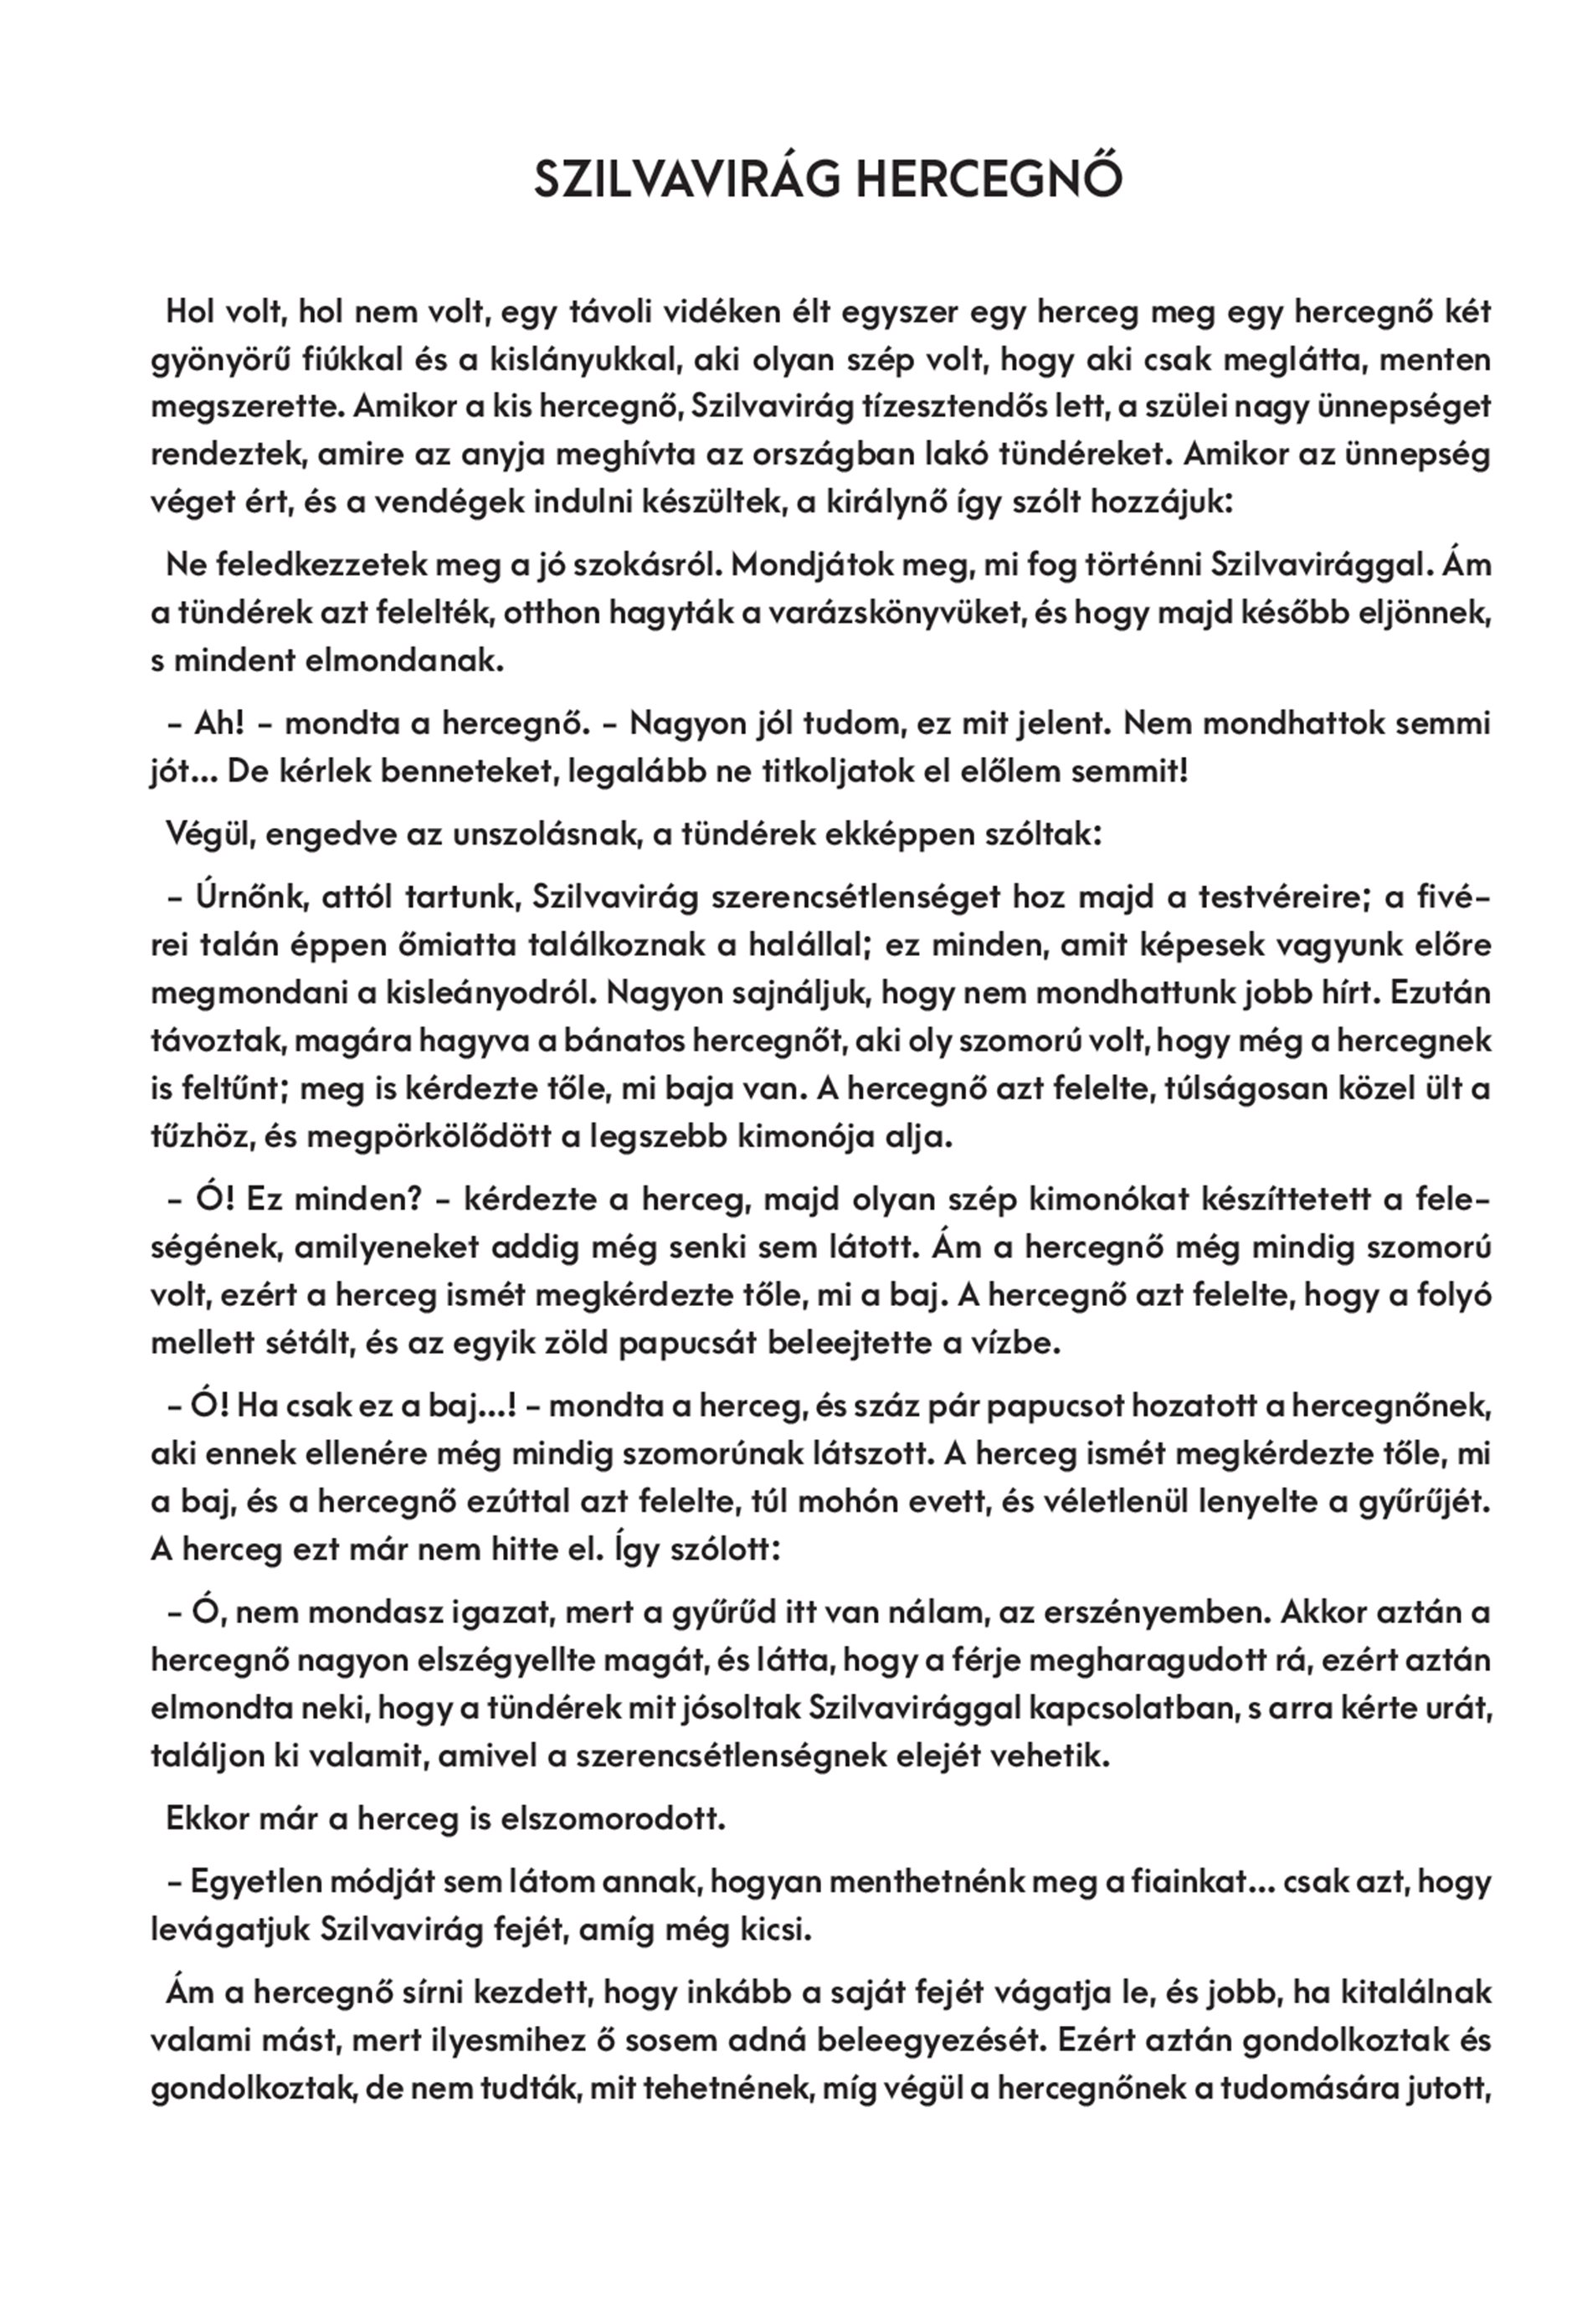 SZILVAVIRÁG HERCEGNŐ
Hol volt, hol nem volt, egy távoli vidéken élt egyszer egy herceg meg egy hercegnő két
gyönyörű fiúkkal és a kislányukkal, aki olyan szép volt, hogy aki csak meglátta, menten
megszerette. Amikor a kis hercegnő, Szilvavirág tízesztendős lett, a szülei nagy ünnepséget
rendeztek, amire az anyja meghívta az országban lakó tündéreket. Amikor az ünnepség
véget ért, és a vendégek indulni készültek, a királynő így szólt hozzájuk:
Ne feledkezzetek meg a jó szokásról. Mondjátok meg, mi fog történni Szilvavirággal. Ám
a tündérek azt felelték, otthon hagyták a varázskönyvüket, és hogy majd később eljönnek,
s mindent elmondanak.
– Ah! – mondta a hercegnő. – Nagyon jól tudom, ez mit jelent. Nem mondhattok semmi
jót... De kérlek benneteket, legalább ne titkoljatok el előlem semmit!
Végül, engedve az unszolásnak, a tündérek ekképpen szóltak:
– Úrnőnk, attól tartunk, Szilvavirág szerencsétlenséget hoz majd a testvéreire; a fivé–
rei talán éppen őmiatta találkoznak a halállal; ez minden, amit képesek vagyunk előre
megmondani a kisleányodról. Nagyon sajnáljuk, hogy nem mondhattunk jobb hírt. Ezután
távoztak, magára hagyva a bánatos hercegnőt, aki oly szomorú volt, hogy még a hercegnek
is feltűnt; meg is kérdezte tőle, mi baja van. A hercegnő azt felelte, túlságosan közel ült a
tűzhöz, és megpörkölődött a legszebb kimonója alja.
– Ó! Ez minden? – kérdezte a herceg, majd olyan szép kimonókat készíttetett a fele–
ségének, amilyeneket addig még senki sem látott. Ám a hercegnő még mindig szomorú
volt, ezért a herceg ismét megkérdezte tőle, mi a baj. A hercegnő azt felelte, hogy a folyó
mellett sétált, és az egyik zöld papucsát beleejtette a vízbe.
– Ó! Ha csak ez a baj...! – mondta a herceg, és száz pár papucsot hozatott a hercegnőnek,
aki ennek ellenére még mindig szomorúnak látszott. A herceg ismét megkérdezte tőle, mi
a baj, és a hercegnő ezúttal azt felelte, túl mohón evett, és véletlenül lenyelte a gyűrűjét.
A herceg ezt már nem hitte el. Így szólott:
– Ó, nem mondasz igazat, mert a gyűrűd itt van nálam, az erszényemben. Akkor aztán a
hercegnő nagyon elszégyellte magát, és látta, hogy a férje megharagudott rá, ezért aztán
elmondta neki, hogy a tündérek mit jósoltak Szilvavirággal kapcsolatban, s arra kérte urát,
találjon ki valamit, amivel a szerencsétlenségnek elejét vehetik.
Ekkor már a herceg is elszomorodott.
– Egyetlen módját sem látom annak, hogyan menthetnénk meg a fiainkat... csak azt, hogy
levágatjuk Szilvavirág fejét, amíg még kicsi.
Ám a hercegnő sírni kezdett, hogy inkább a saját fejét vágatja le, és jobb, ha kitalálnak
valami mást, mert ilyesmihez ő sosem adná beleegyezését. Ezért aztán gondolkoztak és
gondolkoztak, de nem tudták, mit tehetnének, míg végül a hercegnőnek a tudomására jutott,